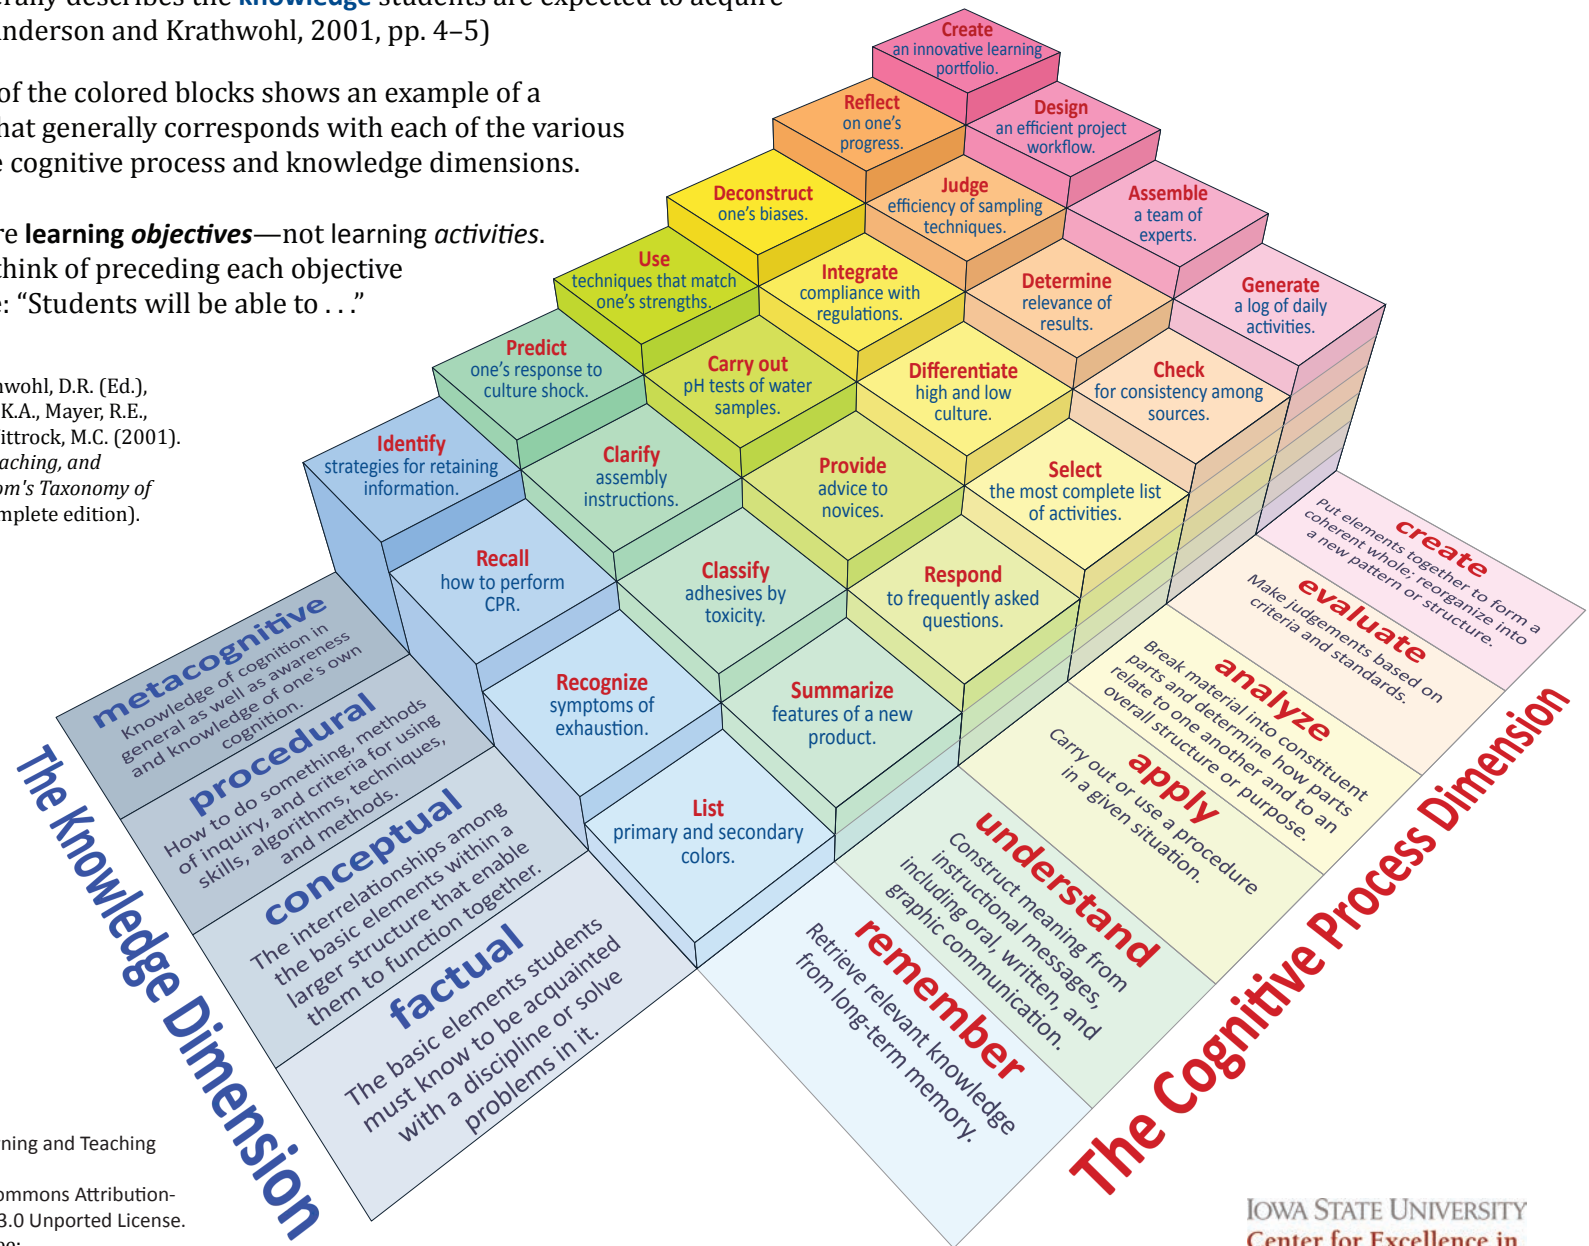 erally describes the knowledge students are expected to acquire
nderson and Krathwohl, 2001, pp. 4–5)
of the colored blocks shows an example of a
hat generally corresponds with each of the various
e cognitive process and knowledge dimensions.
re learning objectives—not learning activities.
think of preceding each objective
e: “Students will be able to . . .”
hwohl, D.R. (Ed.),
K.A., Mayer, R.E.,
ittrock, M.C. (2001).
aching, and
om's Taxonomy of
mplete edition).
Create
an innovative learning
portfolio.
Reflect
on one's
progress.
Design
an efficient project
workflow.
Deconstruct
one's biases.
Judge
efficiency of sampling
techniques.
Assemble
a team of
experts.
Use
techniques that match
one's strengths.
Integrate
compliance with
regulations.
Determine
relevance of
results.
Generate
a log of daily
activities.
Predict
one's response to
culture shock.
Carry out
pH tests of water
samples.
Differentiate
high and low
culture.
Check
for consistency among
sources.
Identify
strategies for retaining
information.
Clarify
assembly
instructions.
Provide
advice to
novices.
Select
the most complete list
of activities.
Recall
how to perform
CPR.
Classify
adhesives by
toxicity.
Respond
to frequently asked
questions.
Recognize
symptoms of
exhaustion.
Summarize
features of a new
product.
List
primary and secondary
colors.
metacognitive
Knowledge of cognition in
general as well as awareness
and knowledge of one's own
cognition.
procedural
How to do something, methods
of inquiry, and criteria for using
skills, algorithms, techniques,
and methods.
conceptual
The interrelationships among
the basic elements within a
larger structure that enable
them to function together.
factual
The basic elements students
must know to be acquainted
with a discipline or solve
problems in it.
The Knowledge Dimension
create
Put elements together to form a
coherent whole; reorganize into
a new pattern or structure.
evaluate
Make judgements based on
criteria and standards.
analyze
Break material into constituent
parts and determine how parts
relate to one another and to an
overall structure or purpose.
apply
Carry out or use a procedure
in a given situation.
understand
Construct meaning from
instructional messages,
including oral, written, and
graphic communication.
remember
Retrieve relevant knowledge
from long-term memory.
The Cognitive Process Dimension
rning and Teaching
ommons Attribution-
3.0 Unported License.
IOWA STATE UNIVERSITY
Center for Excellence in